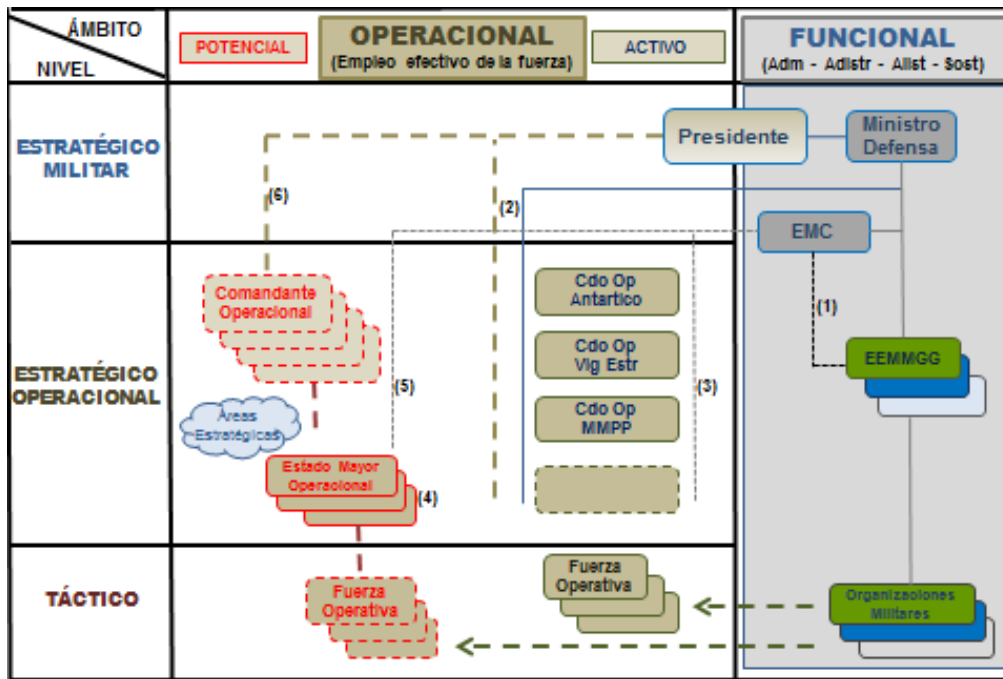 ÁMBITO
NIVEL
POTENCIAL
OPERACIONAL
(Empleo efectivo de la fuerza)
ACTIVO
FUNCIONAL
(Adm - Adistr - Alist - Sost)
ESTRATÉGICO
MILITAR
Presidente
Ministro
Defensa
(6)
(2)
EMC
(1)
ESTRATÉGICO
OPERACIONAL
Comandante
Operacional
Áreas
Estratégicas
(5)
Estado Mayor
Operacional
(4)
Cdo Op
Antartico
Cdo Op
Vig Estr
Cdo Op
MMPP
(3)
EEMMGG
TÁCTICO
Fuerza
Operativa
Fuerza
Operativa
Organizaciones
Militares